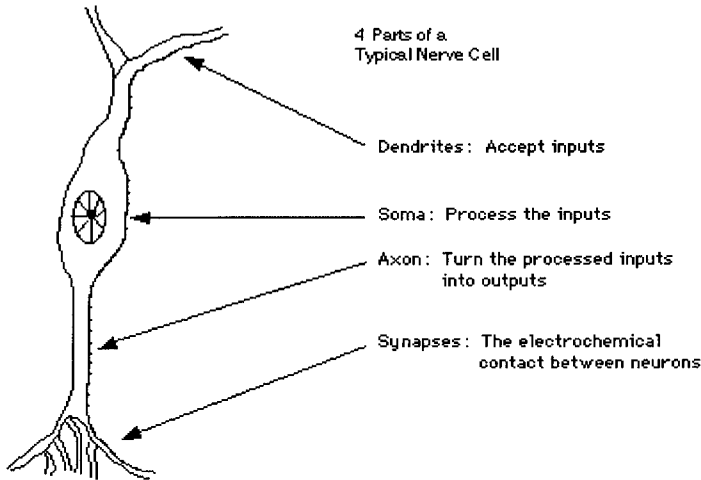 4 Parts of a
Typical Nerve Cell
Dendrites: Accept inputs
Soma: Process the inputs
Axon: Turn the processed inputs
into outputs
Synapses: The electrochemical
contact between neurons